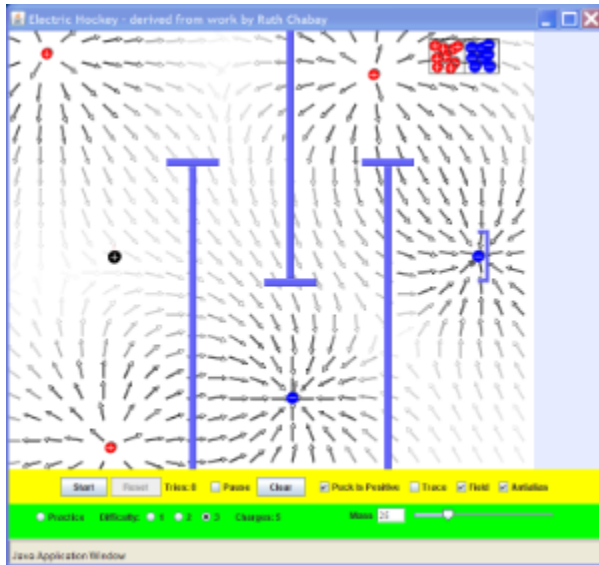 Electric Hockey - derived from work by Ruth Chabay
Start Reset Tries: 0 Pause Clear Puck Is Positive Trace Field Antialias
Practice Difficulty: 1 2 3 Charges: 5 Mass 25
Java Application Window